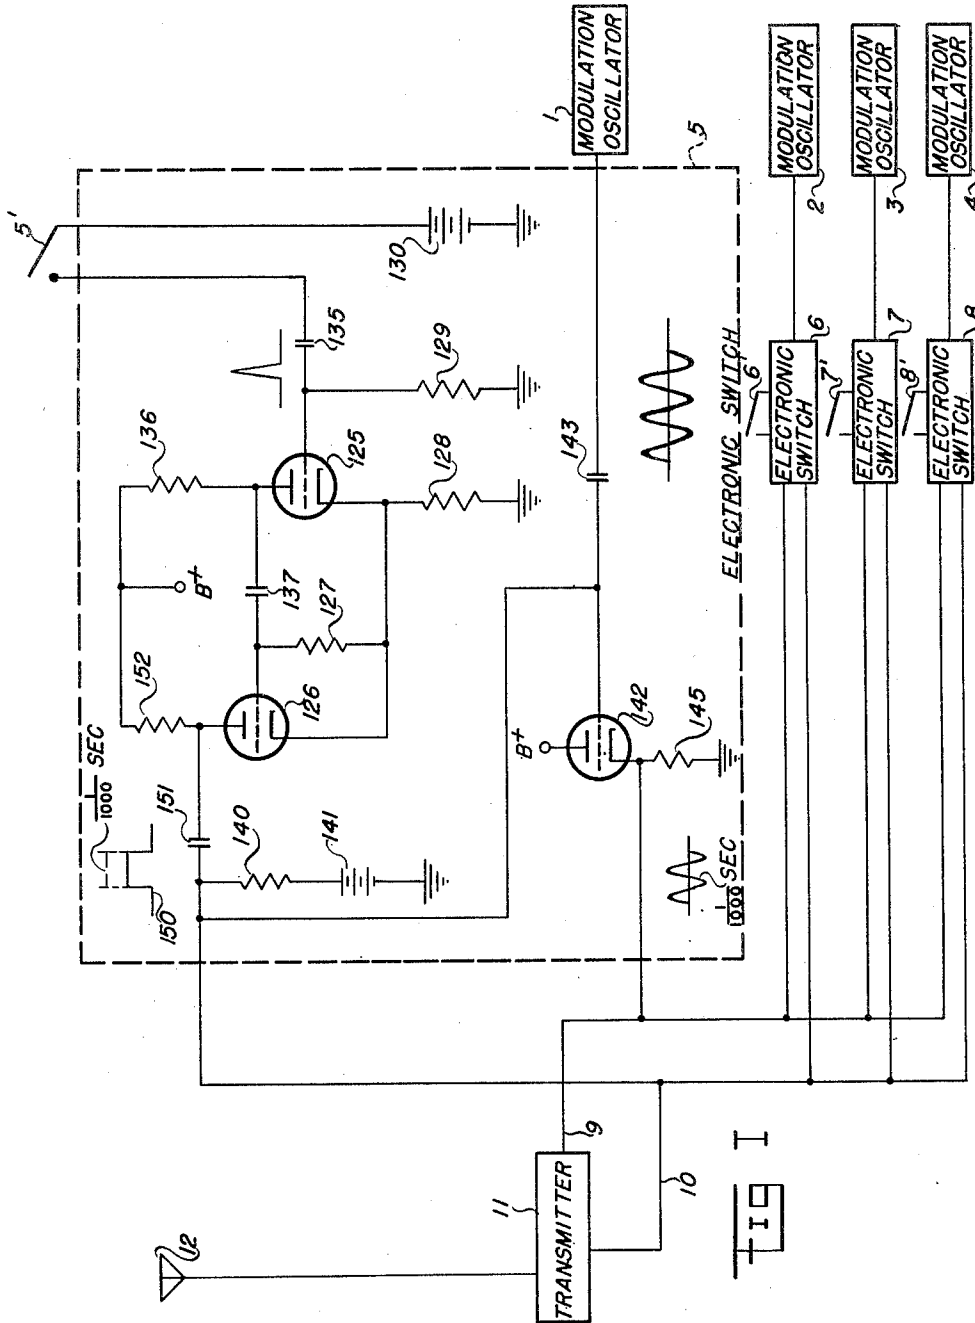 5'
150
1
1000 SEC
152
B+
136
151
140
141
126
137
127
125
128
129
135
130
5
12
11
TRANSMITTER
9
10
1
1000 SEC
B+
142
145
143
ELECTRONIC SWITCH
1
MODULATION
OSCILLATOR
6'
ELECTRONIC
SWITCH
6
2
MODULATION
OSCILLATOR
7'
ELECTRONIC
SWITCH
7
3
MODULATION
OSCILLATOR
8'
ELECTRONIC
SWITCH
8
4
MODULATION
OSCILLATOR
FIG I